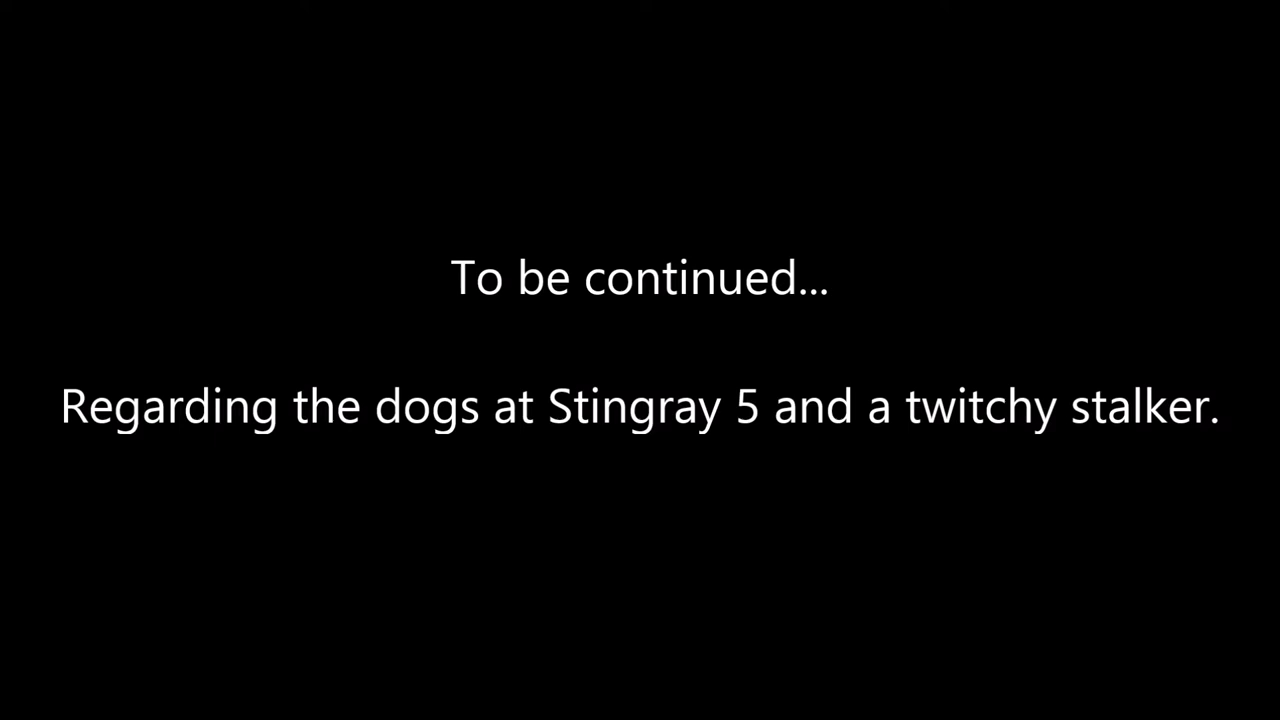 To be continued...
Regarding the dogs at Stingray 5 and a twitchy stalker.